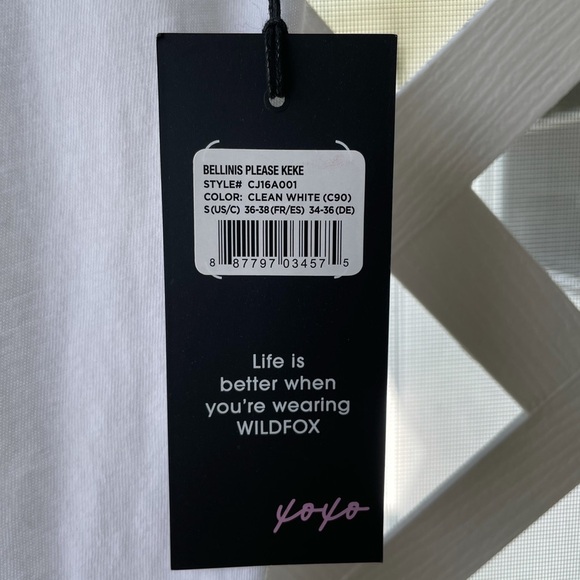 BELLINIS PLEASE KEKE
STYLE# CJ16A001
COLOR: CLEAN WHITE (C90)
S(US/C) 36-38(FR/ES) 34-36(DE)
8 87797 03457 5
Life is
better when
you're wearing
WILDFOX
xoxo